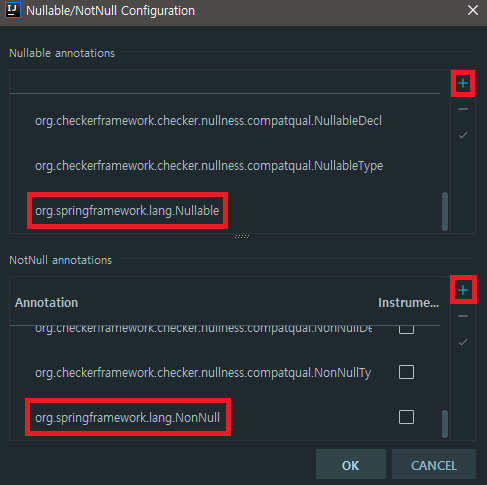 IJ
Nullable/NotNull Configuration
Nullable annotations
org.checkerframework.checker.nullness.compatqual.NullableDecl
org.checkerframework.checker.nullness.compatqual.NullableType
org.springframework.lang.Nullable
NotNull annotations
Annotation Instrume...
org.checkerframework.checker.nullness.compatqual.NonNullDe
org.checkerframework.checker.nullness.compatqual.NonNullTy
org.springframework.lang.NonNull
OK CANCEL